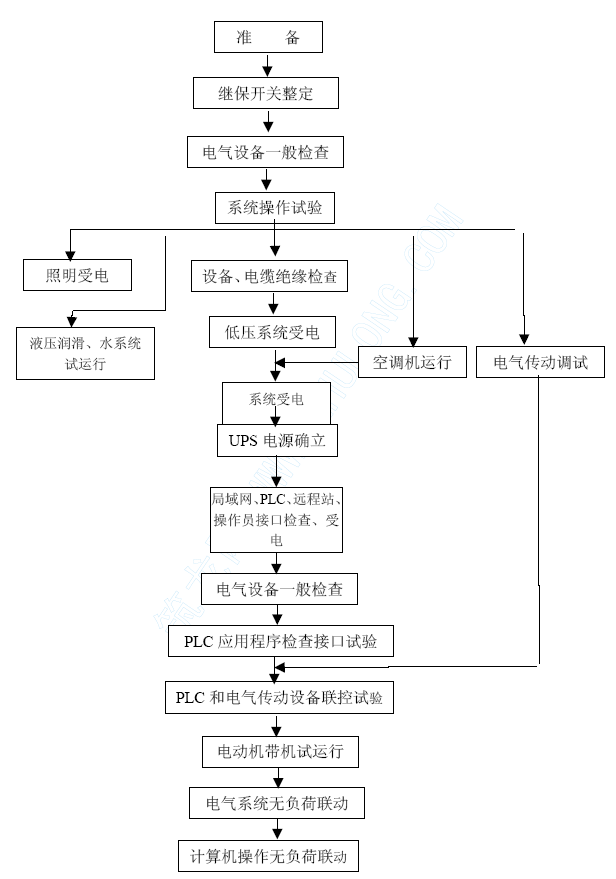 准 备
继保开关整定
电气设备一般检查
系统操作试验
照明受电
设备、电缆绝缘检查
液压润滑、水系统
试运行
低压系统受电
空调机运行
电气传动调试
系统受电
UPS 电源确立
局域网、PLC、远程站、
操作员接口检查、受
电
电气设备一般检查
PLC 应用程序检查接口试验
PLC 和电气传动设备联控试验
电动机带机试运行
电气系统无负荷联动
计算机操作无负荷联动